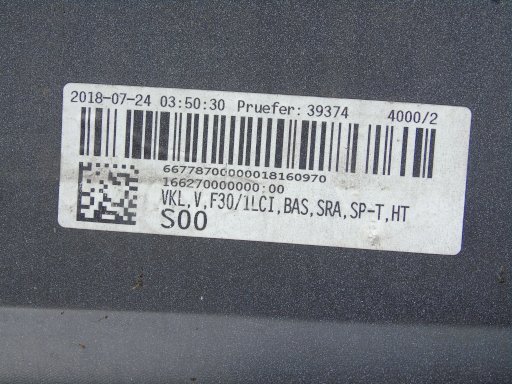 2018-07-24 03:50:30 Pruefer: 39374 4000/2
66778700000018160970
166270000000:00
VKL,V,F30/1LCI,BAS,SRA,SP-T,HT
S00